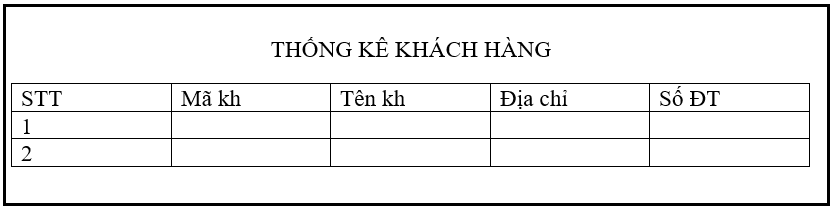 THỐNG KÊ KHÁCH HÀNG
STT Mã kh Tên kh Địa chỉ Số ĐT
1
2